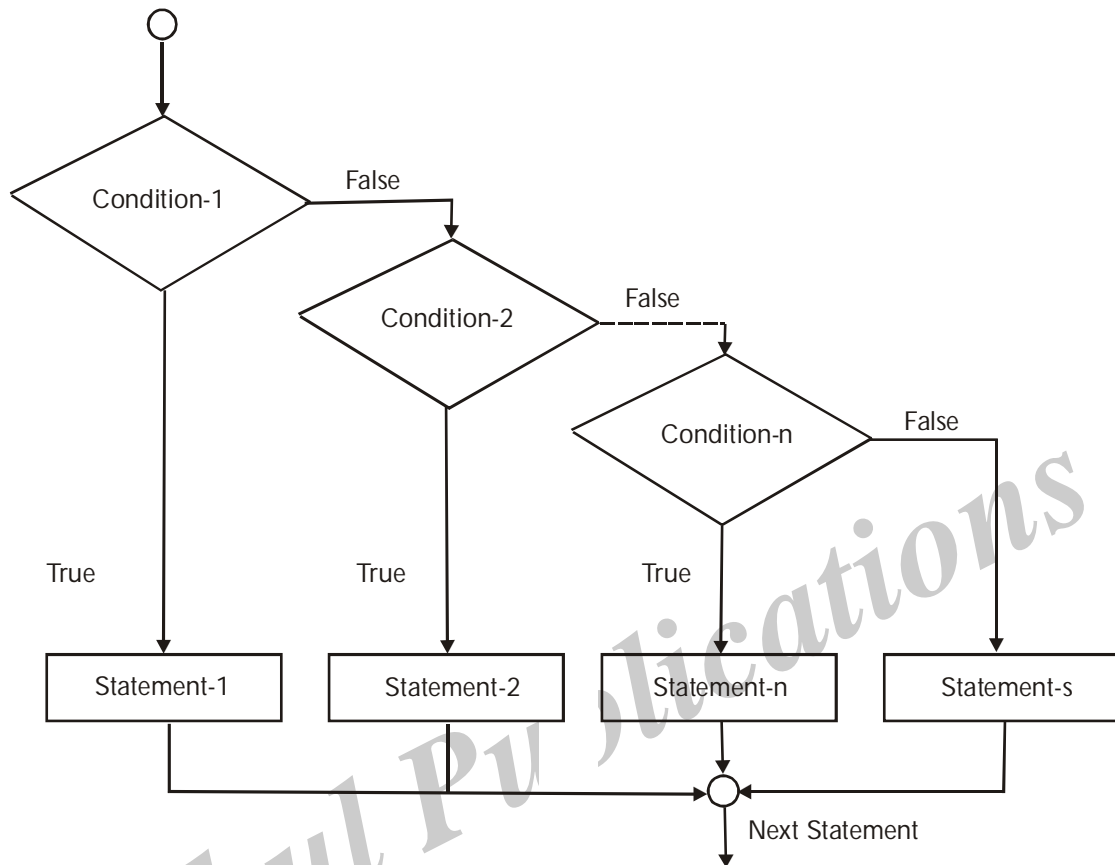 Condition-1
False
Condition-2
False
Condition-n
False
True
True
True
Statement-1
Statement-2
Statement-n
Statement-s
Next Statement
Publications